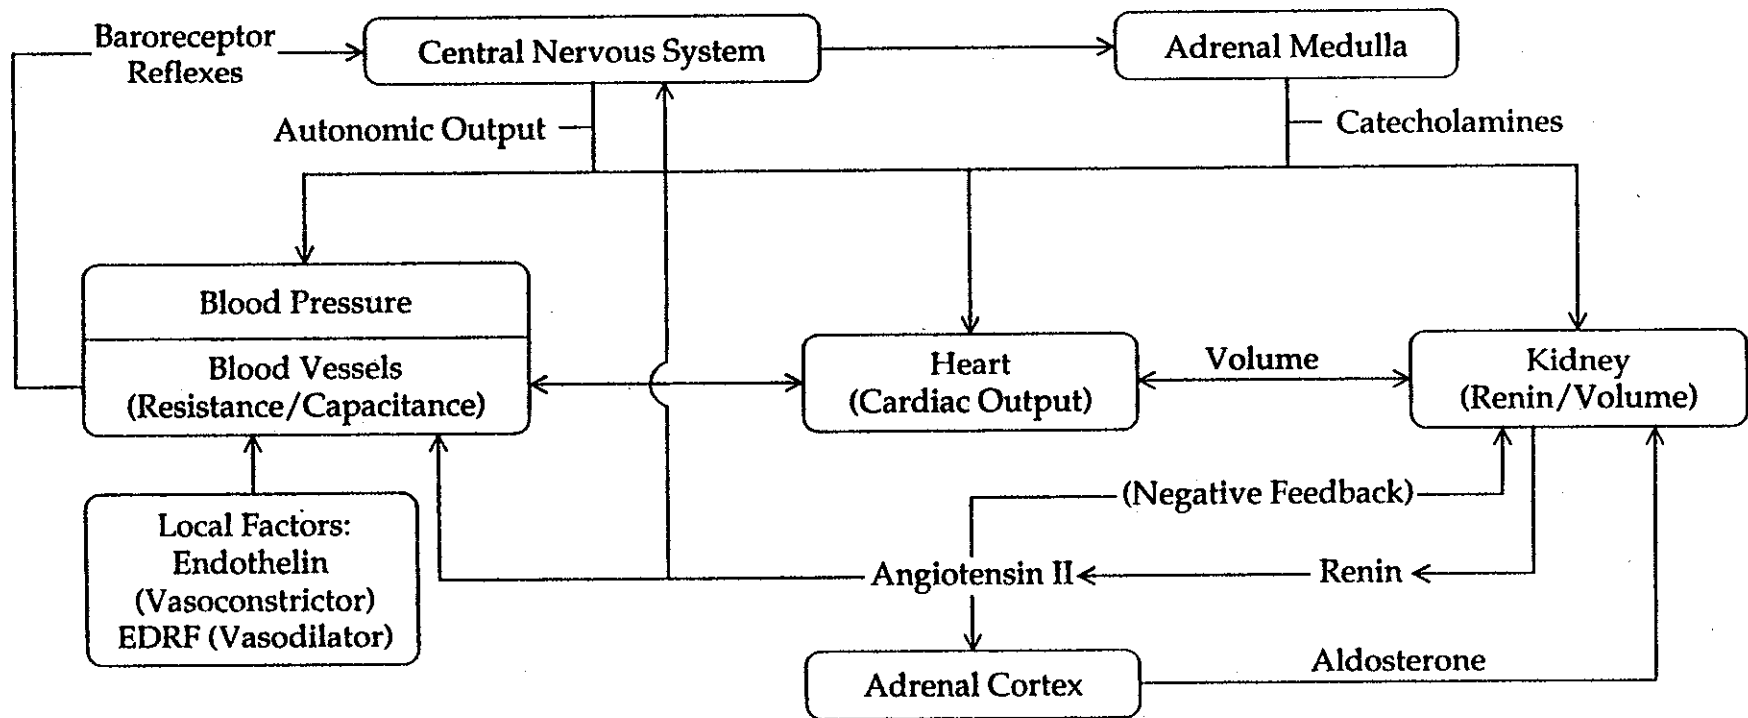 Baroreceptor
Reflexes
Central Nervous System
Adrenal Medulla
Autonomic Output
Catecholamines
Blood Pressure
Blood Vessels
(Resistance/Capacitance)
Heart
(Cardiac Output)
Volume
Kidney
(Renin/Volume)
(Negative Feedback)
Local Factors:
Endothelin
(Vasoconstrictor)
EDRF (Vasodilator)
Angiotensin II
Renin
Adrenal Cortex
Aldosterone